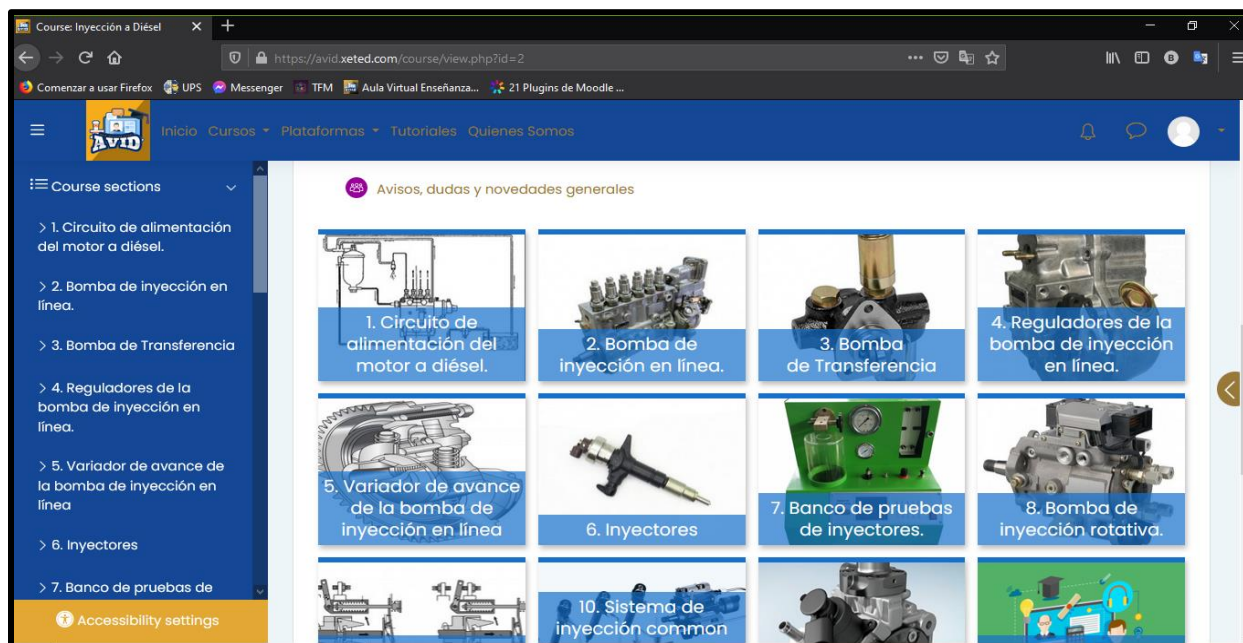 Course: Inyección a Diésel
https://avid.xeted.com/course/view.php?id=2
Comenzar a usar Firefox UPS Messenger TFM Aula Virtual Enseñanza... 21 Plugins de Moodle ...
AVID
Inicio Cursos Plataformas Tutoriales Quienes Somos
Course sections
1. Circuito de alimentación
del motor a diésel.
2. Bomba de inyección en
línea.
3. Bomba de Transferencia
4. Reguladores de la
bomba de inyección en
línea.
5. Variador de avance de
la bomba de inyección en
línea
6. Inyectores
7. Banco de pruebas de
Accessibility settings
Avisos, dudas y novedades generales
1. Circuito de
alimentación del
motor a diésel.
2. Bomba de
inyección en línea.
3. Bomba
de Transferencia
4. Reguladores de la
bomba de inyección
en línea.
5. Variador de avance
de la bomba de
inyección en línea
6. Inyectores
7. Banco de pruebas
de inyectores.
8. Bomba de
inyección rotativa.
10. Sistema de
inyección common